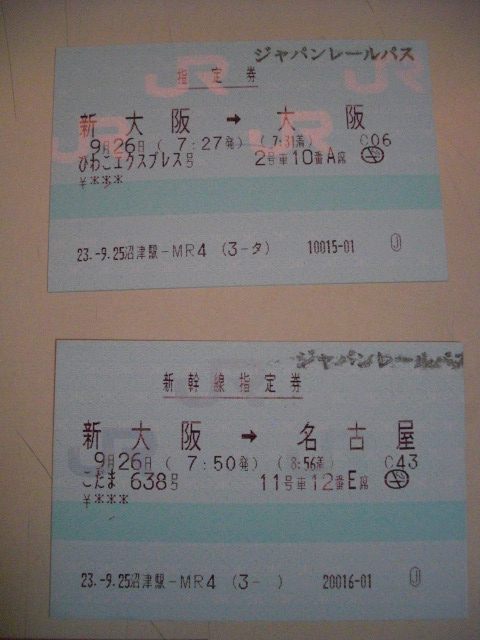 ジャパンレールパス
指定券
新大阪 → 大阪
9月26日 ( 7:27発) ( 7:31着) C06
びわこエクスプレス号 2号車10番A席
￥***
23.-9.25沼津駅-MR4 (3-タ) 10015-01
ジャパンレールパス
新幹線指定券
新大阪 → 名古屋
9月26日 ( 7:50発) ( 8:56着) C43
こだま 638号 11号車12番E席
￥***
23.-9.25沼津駅-MR4 (3- ) 20016-01